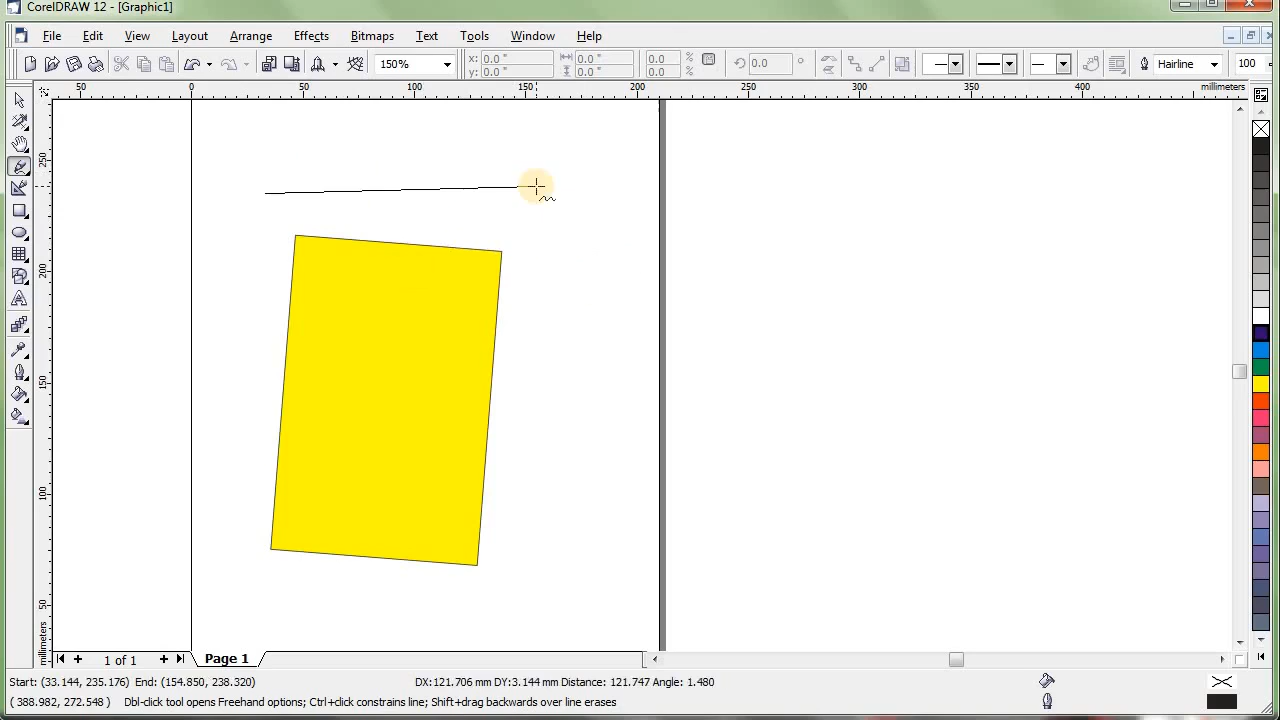 CorelDRAW 12 - [Graphic1]
File Edit View Layout Arrange Effects Bitmaps Text Tools Window Help
150% x: 0.0 " 0.0 " 0.0 % 0.0 ° Hairline 100
y: 0.0 " 0.0 " 0.0 %
50 0 50 100 150 200 250 300 350 400 millimeters
250
200
150
100
50
millimeters
1 of 1 Page 1
Start: (33.144, 235.176) End: (154.850, 238.320) DX:121.706 mm DY:3.144 mm Distance: 121.747 Angle: 1.480
( 388.982, 272.548 ) Dbl-click tool opens Freehand options; Ctrl+click constrains line; Shift+drag backwards over line erases